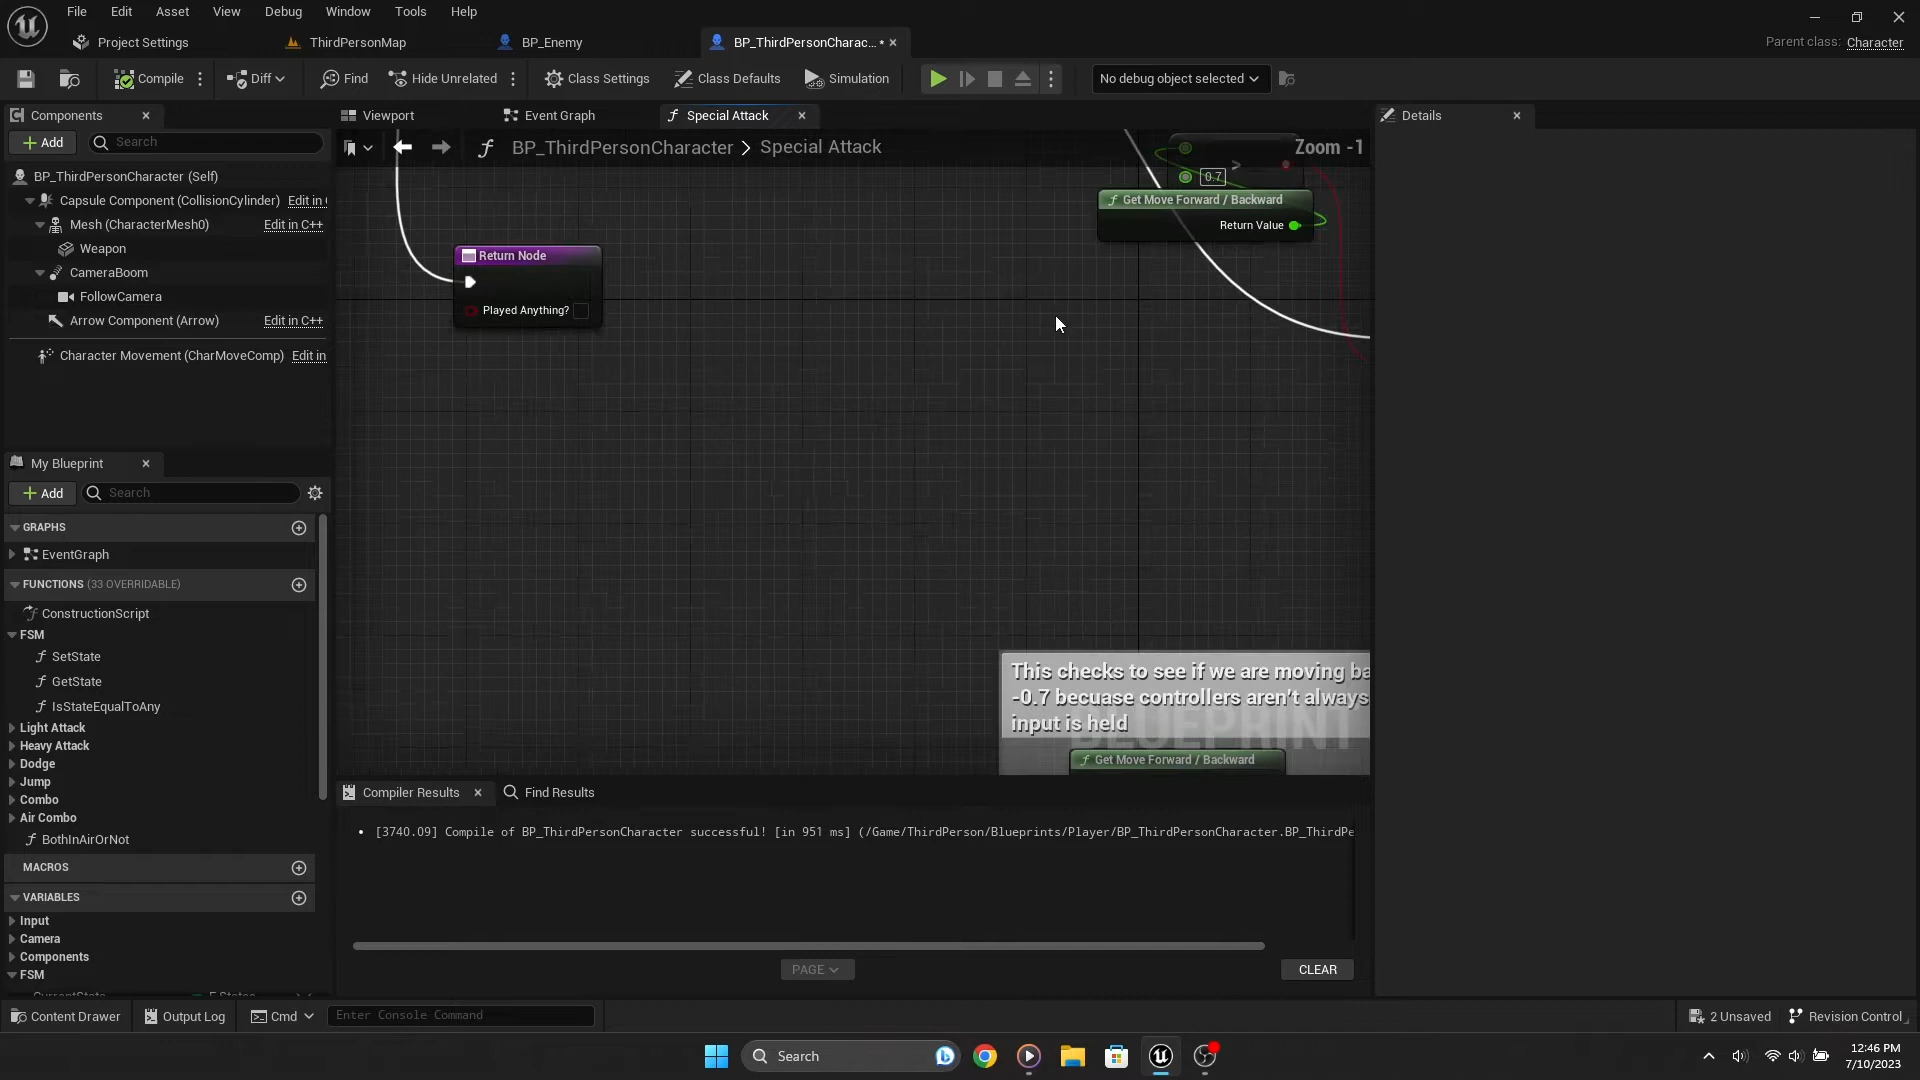 File Edit Asset View Debug Window Tools Help
Project Settings ThirdPersonMap BP_Enemy BP_ThirdPersonCharac... *
Parent class: Character
Compile Diff Find Hide Unrelated Class Settings Class Defaults Simulation No debug object selected
Components
Add Search
BP_ThirdPersonCharacter (Self)
Capsule Component (CollisionCylinder) Edit in
Mesh (CharacterMesh0) Edit in C++
Weapon
CameraBoom
FollowCamera
Arrow Component (Arrow) Edit in C++
Character Movement (CharMoveComp) Edit in
My Blueprint
Add Search
GRAPHS
EventGraph
FUNCTIONS (33 OVERRIDABLE)
ConstructionScript
FSM
SetState
GetState
IsStateEqualToAny
Light Attack
Heavy Attack
Dodge
Jump
Combo
Air Combo
BothInAirOrNot
MACROS
VARIABLES
Input
Camera
Components
FSM
Viewport Event Graph Special Attack
BP_ThirdPersonCharacter > Special Attack
Zoom -1
>
0.7
Get Move Forward / Backward
Return Value
Return Node
Played Anything?
This checks to see if we are moving ba
-0.7 becuase controllers aren't always
input is held
BLUEPRINT
Get Move Forward / Backward
Compiler Results Find Results
• [3740.09] Compile of BP_ThirdPersonCharacter successful! [in 951 ms] (/Game/ThirdPerson/Blueprints/Player/BP_ThirdPersonCharacter.BP_ThirdPe
PAGE CLEAR
Details
Content Drawer Output Log Cmd Enter Console Command 2 Unsaved Revision Control
Search
12:46 PM
7/10/2023